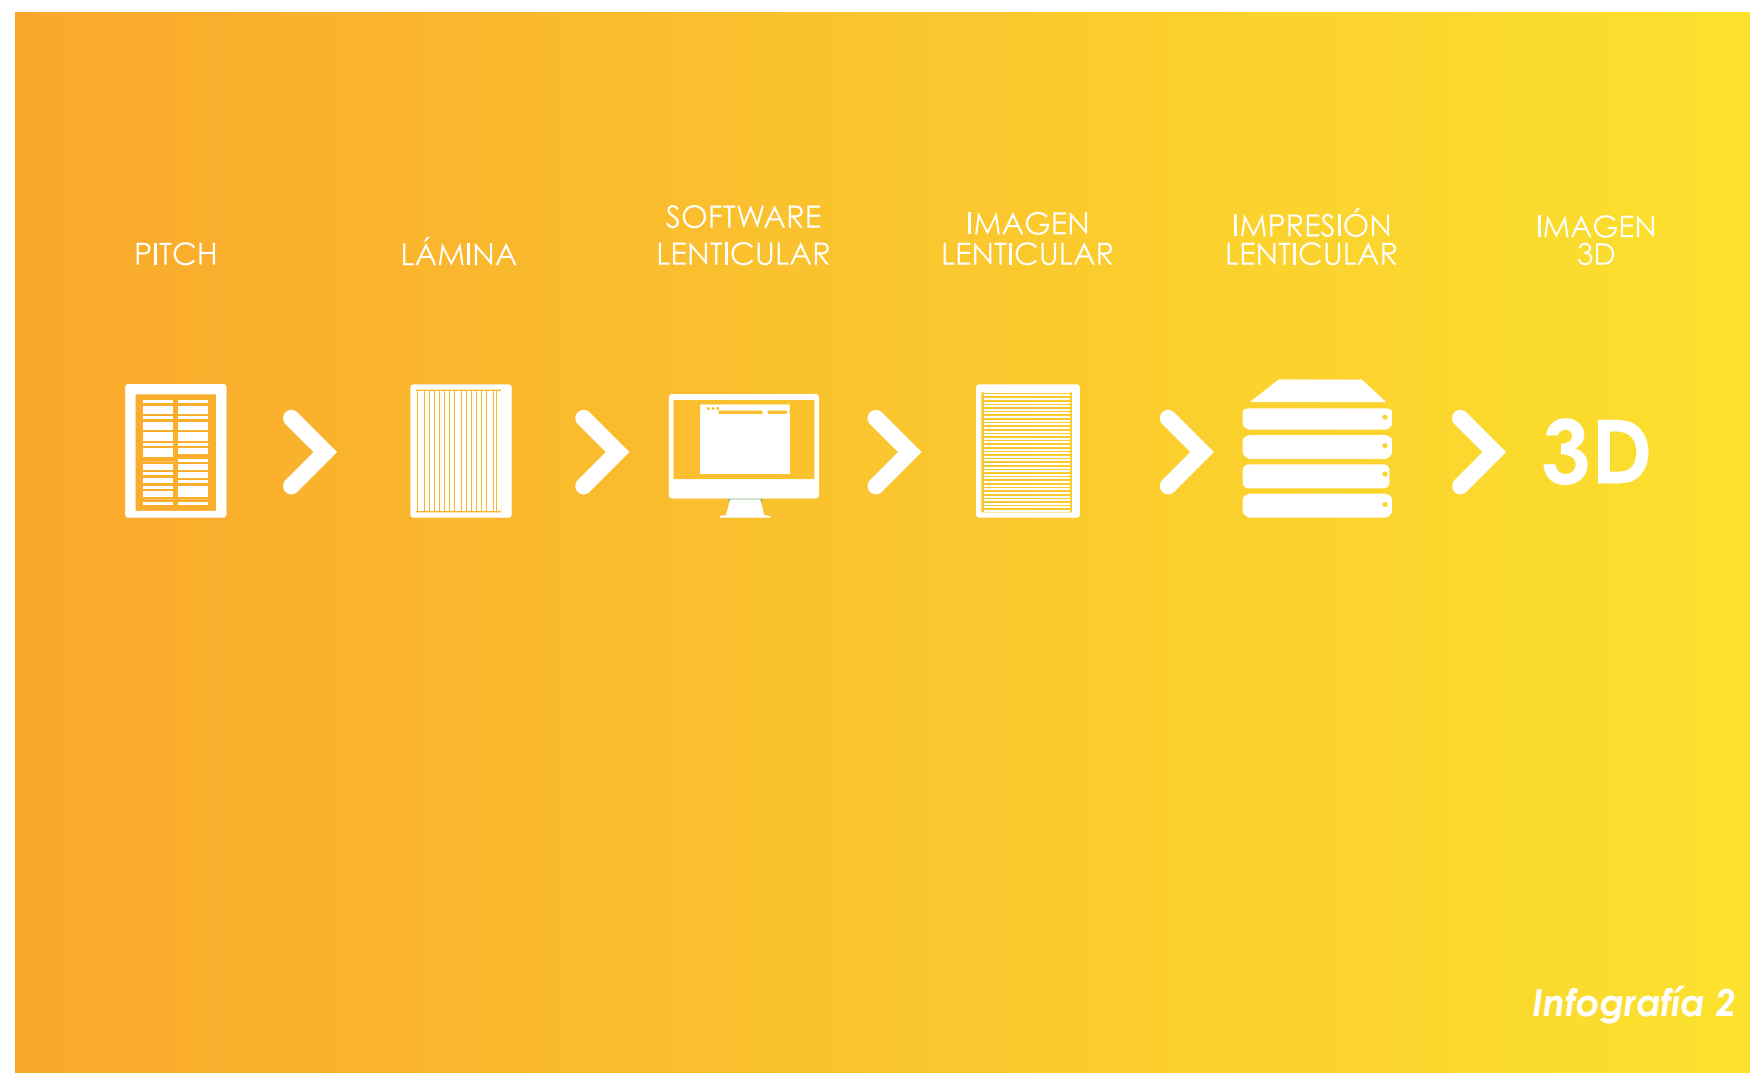 PITCH
LÁMINA
SOFTWARE
LENTICULAR
IMAGEN
LENTICULAR
IMPRESIÓN
LENTICULAR
IMAGEN
3D
3D
Infografía 2